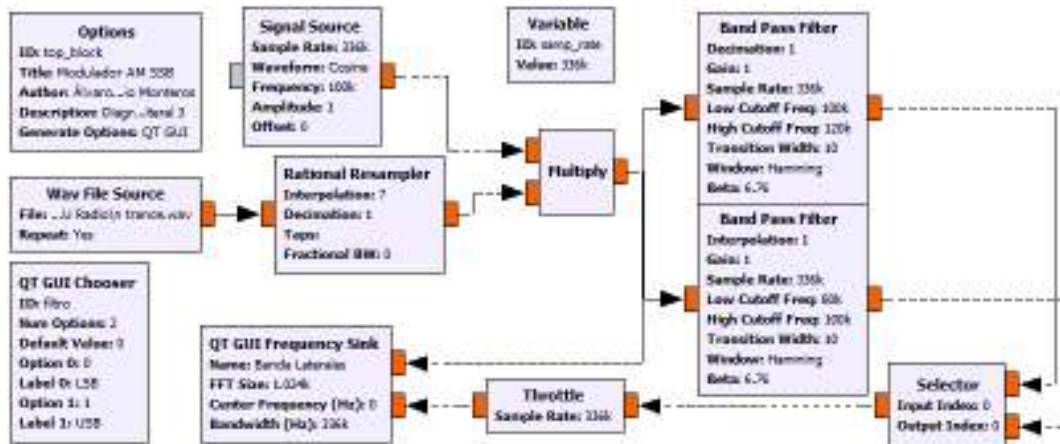 Options
ID: top_block
Title: Modulador AM SSB
Author: Álvaro...io Monteros
Description: Diagr...teral 3
Generate Options: QT GUI
Signal Source
Sample Rate: 336k
Waveform: Cosine
Frequency: 100k
Amplitude: 1
Offset: 0
Variable
ID: samp_rate
Value: 336k
Band Pass Filter
Decimation: 1
Gain: 1
Sample Rate: 336k
Low Cutoff Freq: 100k
High Cutoff Freq: 120k
Transition Width: 10
Window: Hamming
Beta: 6.76
Wav File Source
File: ...U Radio\n trance.wav
Repeat: Yes
Rational Resampler
Interpolation: 7
Decimation: 1
Taps:
Fractional BW: 0
Multiply
Band Pass Filter
Interpolation: 1
Gain: 1
Sample Rate: 336k
Low Cutoff Freq: 80k
High Cutoff Freq: 100k
Transition Width: 10
Window: Hamming
Beta: 6.76
QT GUI Chooser
ID: filtro
Num Options: 2
Default Value: 0
Option 0: 0
Label 0: LSB
Option 1: 1
Label 1: USB
QT GUI Frequency Sink
Name: Banda Laterales
FFT Size: 1.024k
Center Frequency (Hz): 0
Bandwidth (Hz): 336k
Throttle
Sample Rate: 336k
Selector
Input Index: 0
Output Index: 0